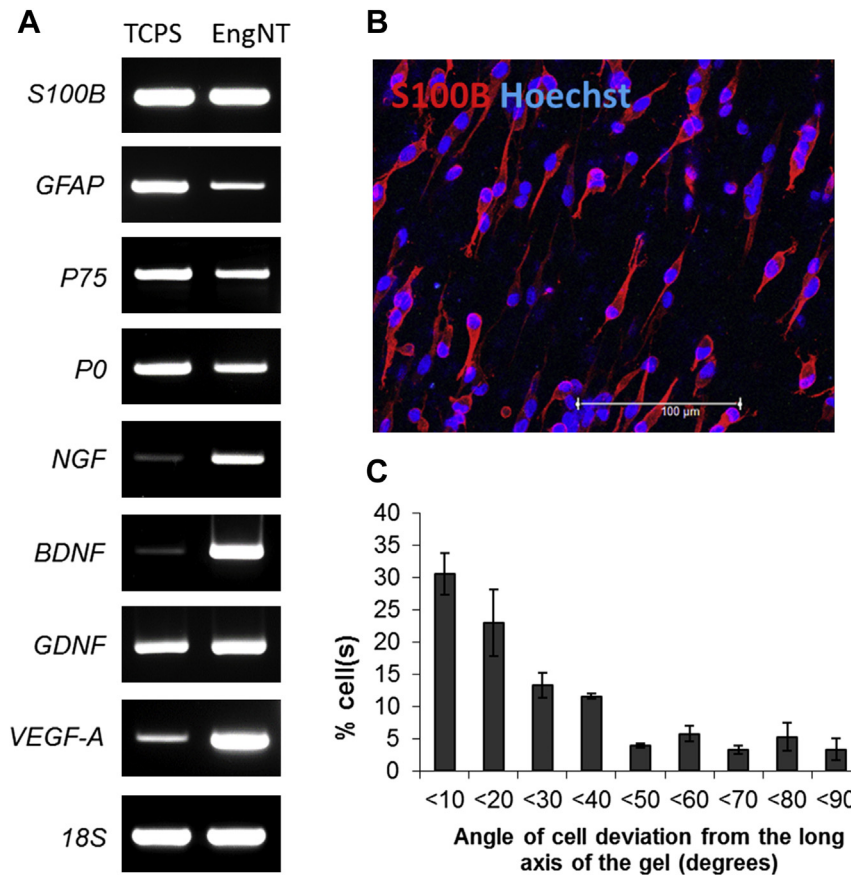 A
TCPS EngNT
S100B
GFAP
P75
P0
NGF
BDNF
GDNF
VEGF-A
18S
B
S100B Hoechst
100 µm
C
40
35
30
25
20
15
10
5
0
% cell(s)
<10 <20 <30 <40 <50 <60 <70 <80 <90
Angle of cell deviation from the long
axis of the gel (degrees)